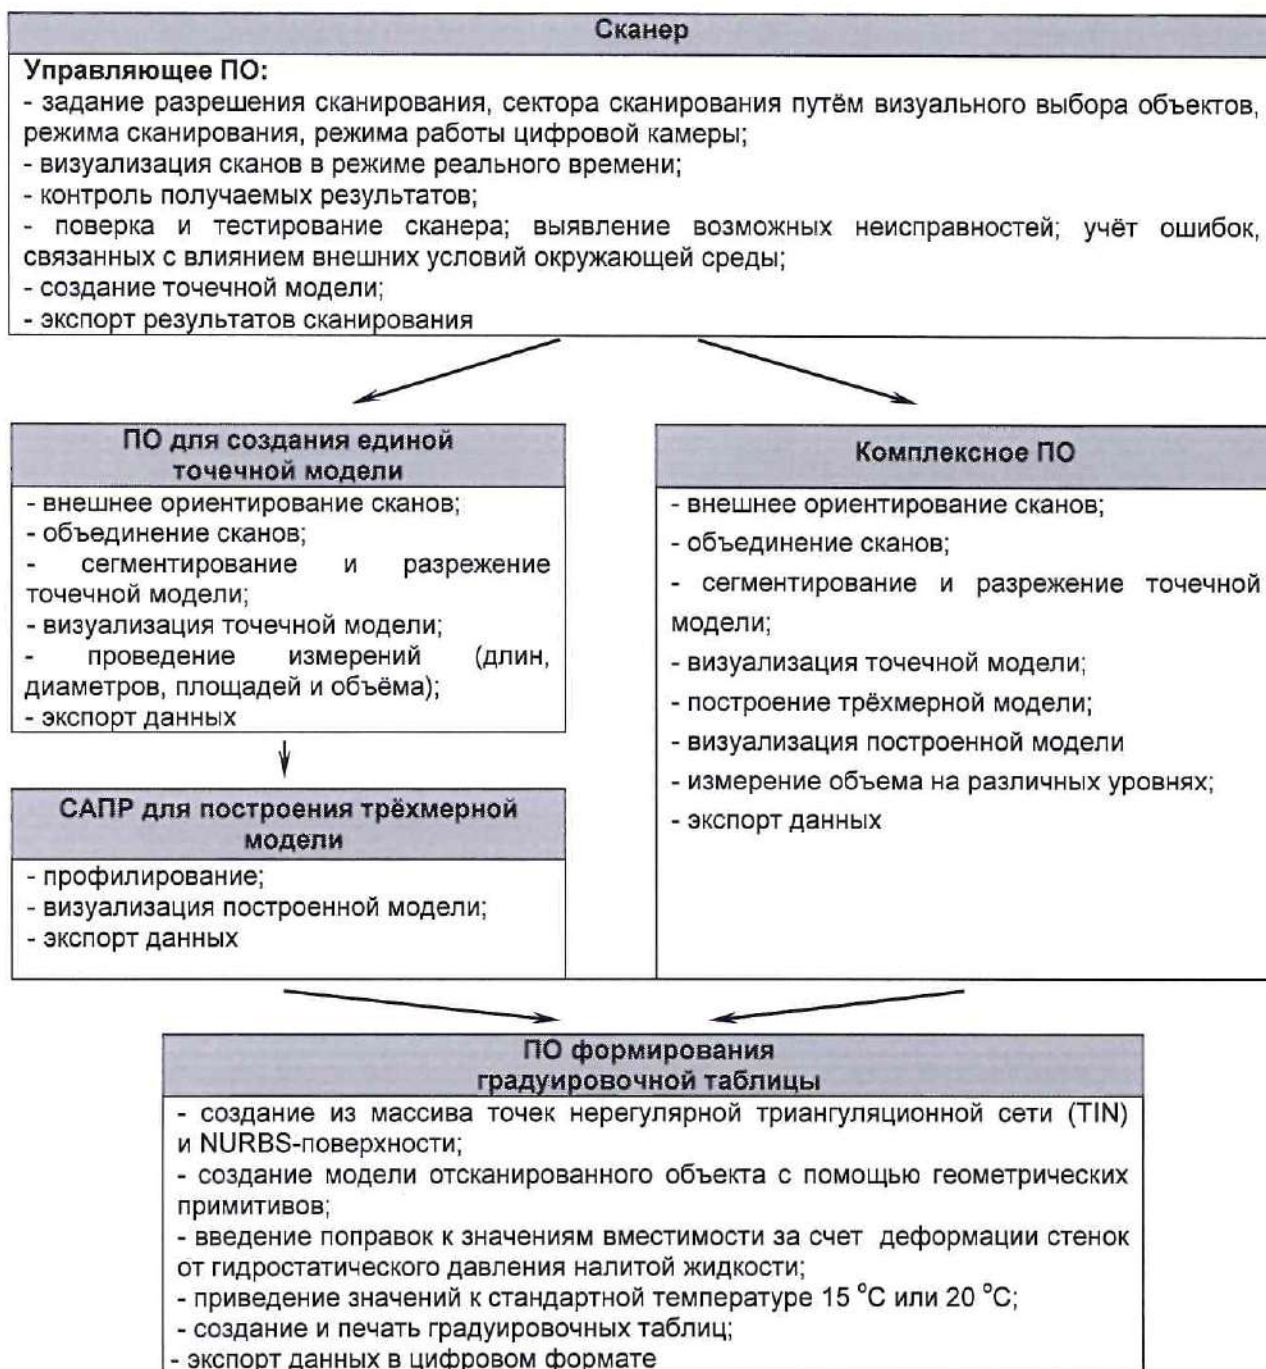 Сканер
Управляющее ПО:
- задание разрешения сканирования, сектора сканирования путём визуального выбора объектов,
режима сканирования, режима работы цифровой камеры;
- визуализация сканов в режиме реального времени;
- контроль получаемых результатов;
- поверка и тестирование сканера; выявление возможных неисправностей; учёт ошибок,
связанных с влиянием внешних условий окружающей среды;
- создание точечной модели;
- экспорт результатов сканирования
ПО для создания единой
точечной модели
- внешнее ориентирование сканов;
- объединение сканов;
- сегментирование и разрежение
точечной модели;
- визуализация точечной модели;
- проведение измерений (длин,
диаметров, площадей и объёма);
- экспорт данных
САПР для построения трёхмерной
модели
- профилирование;
- визуализация построенной модели;
- экспорт данных
Комплексное ПО
- внешнее ориентирование сканов;
- объединение сканов;
- сегментирование и разрежение точечной
модели;
- визуализация точечной модели;
- построение трёхмерной модели;
- визуализация построенной модели
- измерение объема на различных уровнях;
- экспорт данных
ПО формирования
градуировочной таблицы
- создание из массива точек нерегулярной триангуляционной сети (TIN)
и NURBS-поверхности;
- создание модели отсканированного объекта с помощью геометрических
примитивов;
- введение поправок к значениям вместимости за счет деформации стенок
от гидростатического давления налитой жидкости;
- приведение значений к стандартной температуре 15 °С или 20 °С;
- создание и печать градуировочных таблиц;
- экспорт данных в цифровом формате